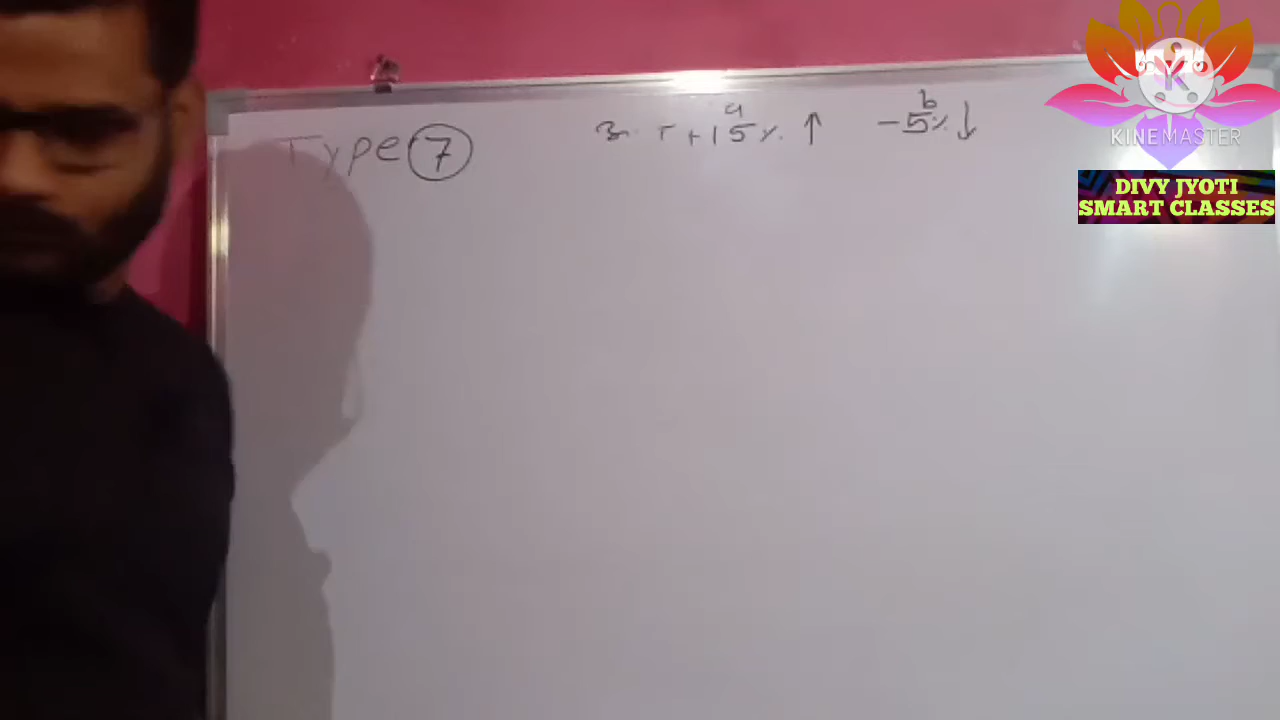 Type 7
a b
+15% ↑ -5% ↓
KINEMASTER
DIVY JYOTI
SMART CLASSES